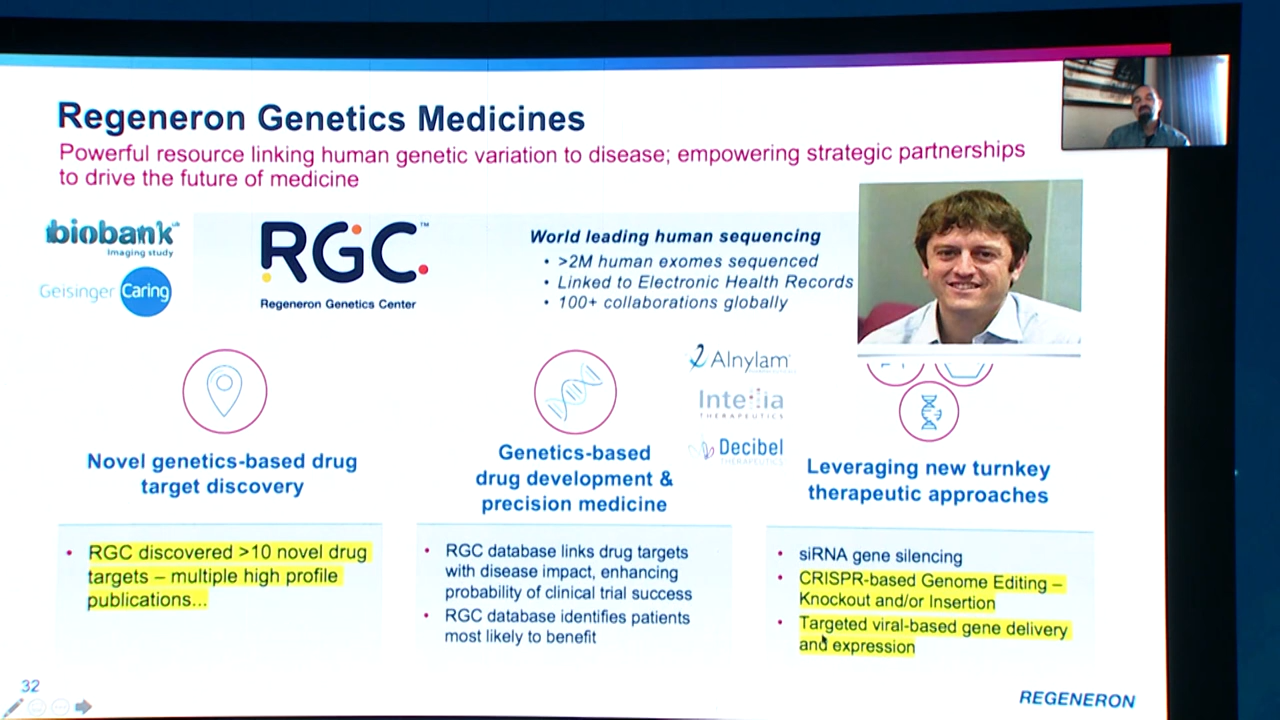 Regeneron Genetics Medicines
Powerful resource linking human genetic variation to disease; empowering strategic partnerships
to drive the future of medicine
biobank uk
Imaging study
Geisinger Caring
RGC™
Regeneron Genetics Center
World leading human sequencing
• >2M human exomes sequenced
• Linked to Electronic Health Records
• 100+ collaborations globally
Alnylam
Intellia
THERAPEUTICS
Decibel
THERAPEUTICS
Novel genetics-based drug
target discovery
Genetics-based
drug development &
precision medicine
Leveraging new turnkey
therapeutic approaches
• RGC discovered >10 novel drug
targets – multiple high profile
publications...
• RGC database links drug targets
with disease impact, enhancing
probability of clinical trial success
• RGC database identifies patients
most likely to benefit
• siRNA gene silencing
• CRISPR-based Genome Editing –
Knockout and/or Insertion
• Targeted viral-based gene delivery
and expression
32
REGENERON